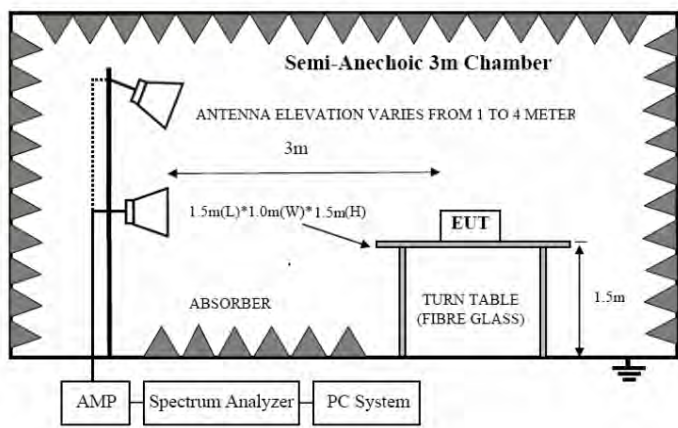 Semi-Anechoic 3m Chamber
ANTENNA ELEVATION VARIES FROM 1 TO 4 METER
3m
1.5m(L)*1.0m(W)*1.5m(H)
EUT
ABSORBER
TURN TABLE
(FIBRE GLASS)
1.5m
AMP
Spectrum Analyzer
PC System